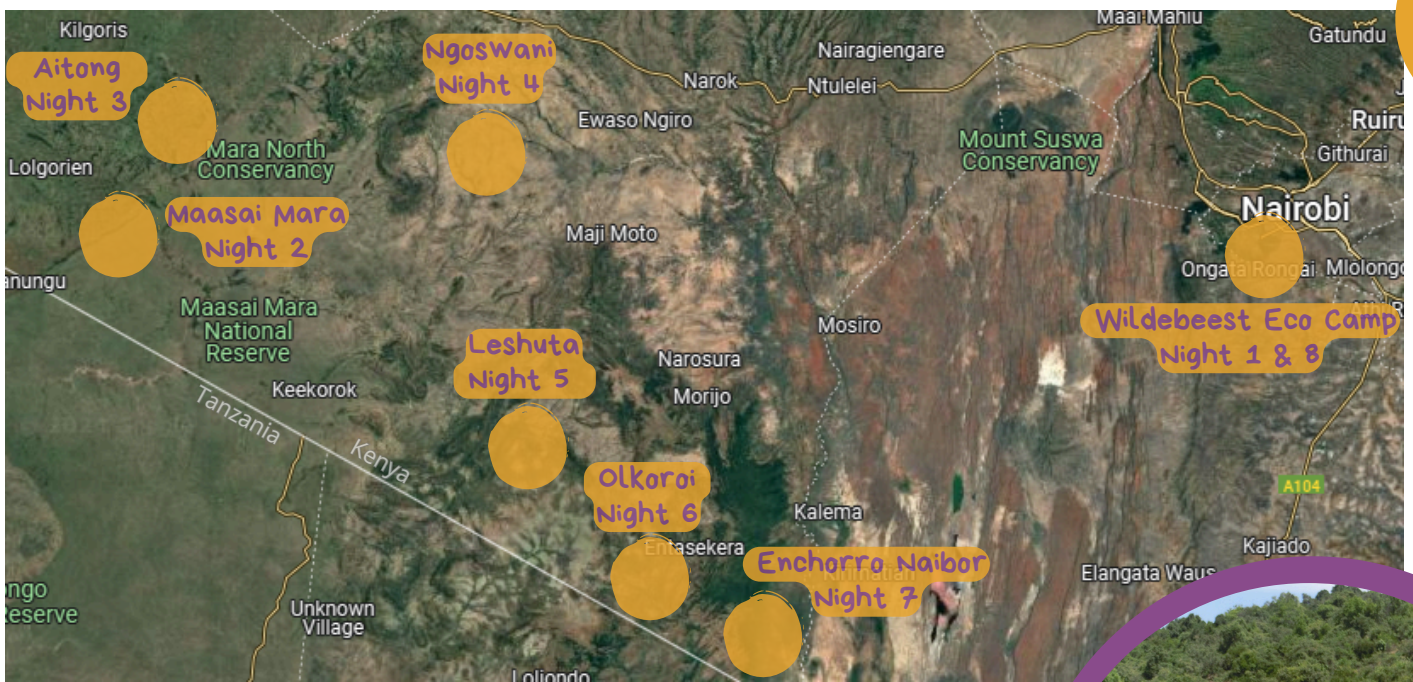 Kilgoris
Maai Mahiu
Gatundu
Nairagiengare
Aitong
Night 3
Ngoswani
Night 4
Narok
Ntulelei
Ewaso Ngiro
Ruiru
Mount Suswa
Conservancy
Githurai
Mara North
Conservancy
Lolgorien
Nairobi
Maasai Mara
Night 2
Maji Moto
Ongata Rongai
Mlolongo
anungu
Maasai Mara
National
Reserve
Mosiro
Wildebeest Eco Camp
Night 1 & 8
Leshuta
Night 5
Narosura
Keekorok
Morijo
Tanzania
Kenya
Olkoroi
Night 6
A104
Kalema
Entasekera
Kajiado
Enchorro Naibor
Night 7
Elangata Waus
ngo
Reserve
Unknown
Village
Loliondo